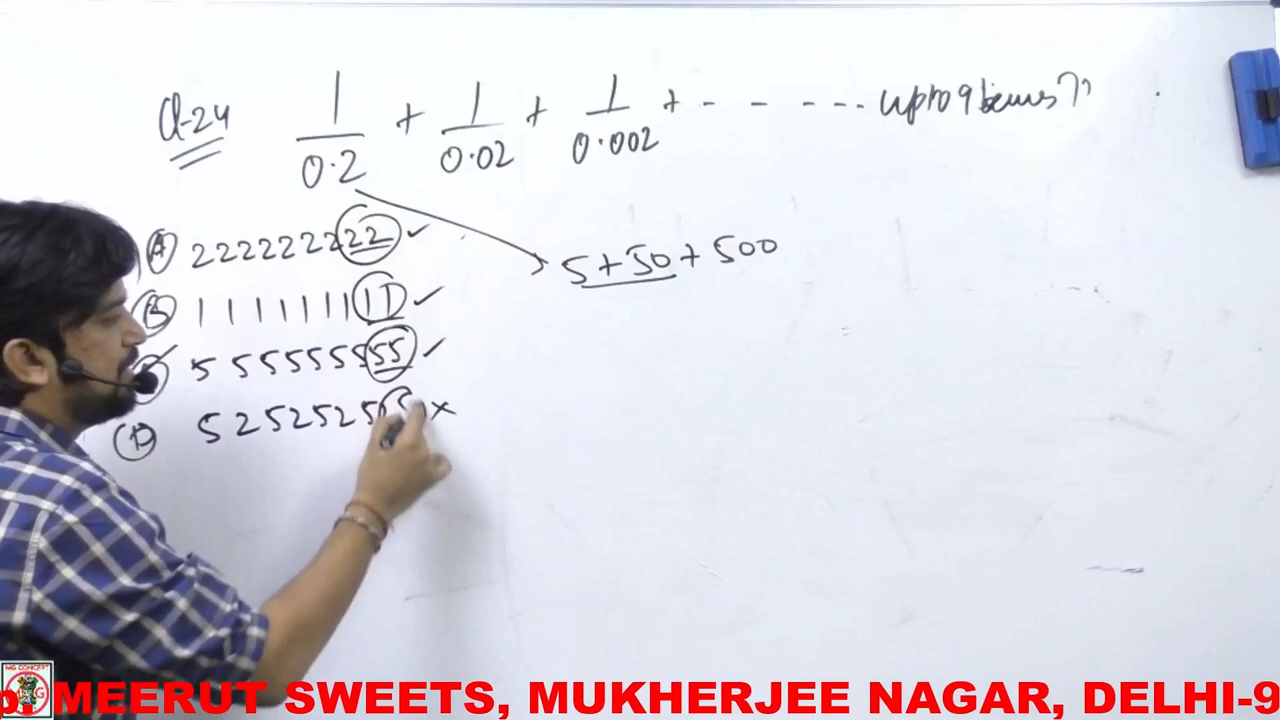 Q-24 1/0.2 + 1/0.02 + 1/0.002 + - - - - - - upto 9 terms ??
(A) 222222222 ✓
5+50+500
(B) 111111111 ✓
555555555 ✓
(D) 5252525 ×
MEERUT SWEETS, MUKHERJEE NAGAR, DELHI-9